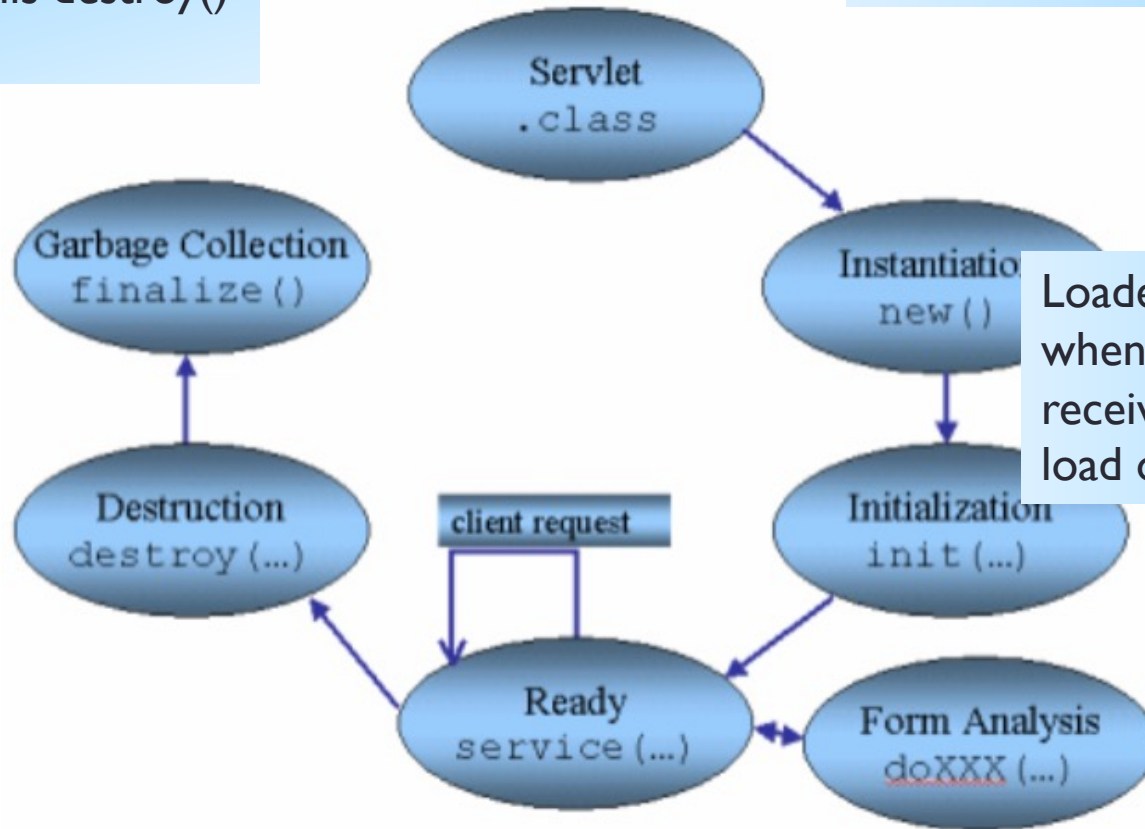 destroy()
Servlet
.class
Garbage Collection
finalize()
Instantiatio
new()
Loade
when
receiv
load
Destruction
destroy(…)
client request
Initialization
init(…)
Ready
service(…)
Form Analysis
doXXX(…)